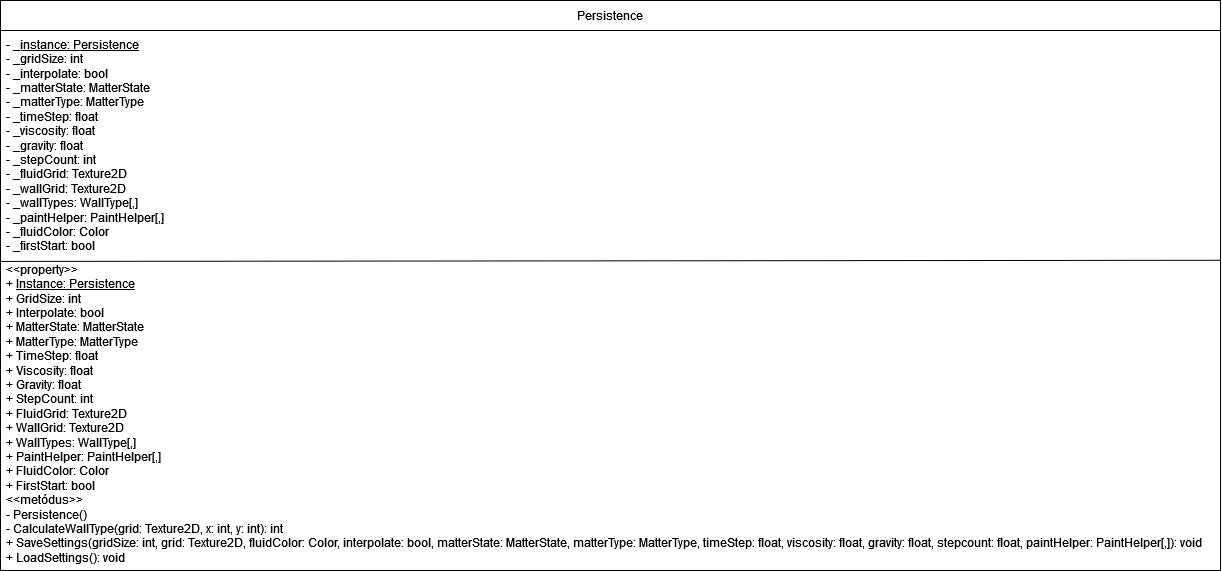 Persistence
- _instance: Persistence
- _gridSize: int
- _interpolate: bool
- _matterState: MatterState
- _matterType: MatterType
- _timeStep: float
- _viscosity: float
- _gravity: float
- _stepCount: int
- _fluidGrid: Texture2D
- _wallGrid: Texture2D
- _wallTypes: WallType[,]
- _paintHelper: PaintHelper[,]
- _fluidColor: Color
- _firstStart: bool
<<property>>
+ Instance: Persistence
+ GridSize: int
+ Interpolate: bool
+ MatterState: MatterState
+ MatterType: MatterType
+ TimeStep: float
+ Viscosity: float
+ Gravity: float
+ StepCount: int
+ FluidGrid: Texture2D
+ WallGrid: Texture2D
+ WallTypes: WallType[,]
+ PaintHelper: PaintHelper[,]
+ FluidColor: Color
+ FirstStart: bool
<<metódus>>
- Persistence()
- CalculateWallType(grid: Texture2D, x: int, y: int): int
+ SaveSettings(gridSize: int, grid: Texture2D, fluidColor: Color, interpolate: bool, matterState: MatterState, matterType: MatterType, timeStep: float, viscosity: float, gravity: float, stepcount: float, paintHelper: PaintHelper[,]): void
+ LoadSettings(): void